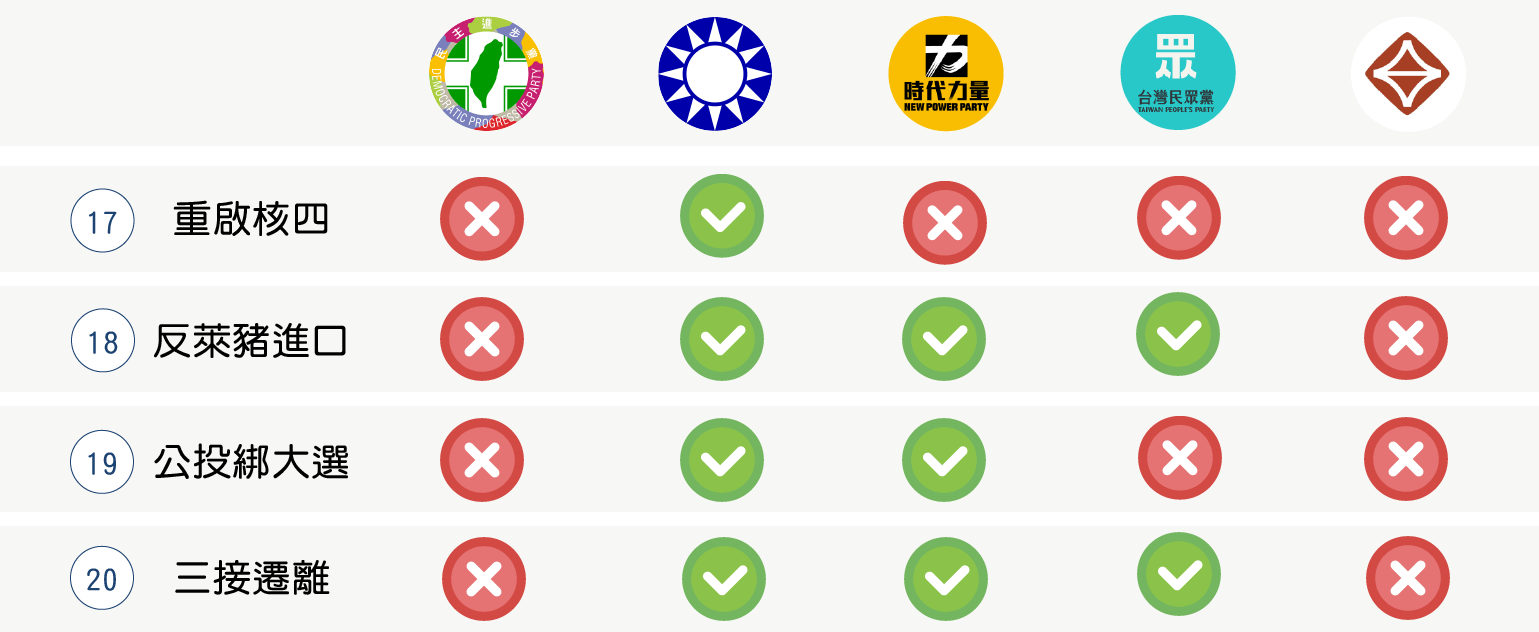 民主進步黨
DEMOCRATIC PROGRESSIVE PARTY
力
時代力量
NEW POWER PARTY
眾
台灣民眾黨
TAIWAN PEOPLE'S PARTY
17 重啟核四
18 反萊豬進口
19 公投綁大選
20 三接遷離